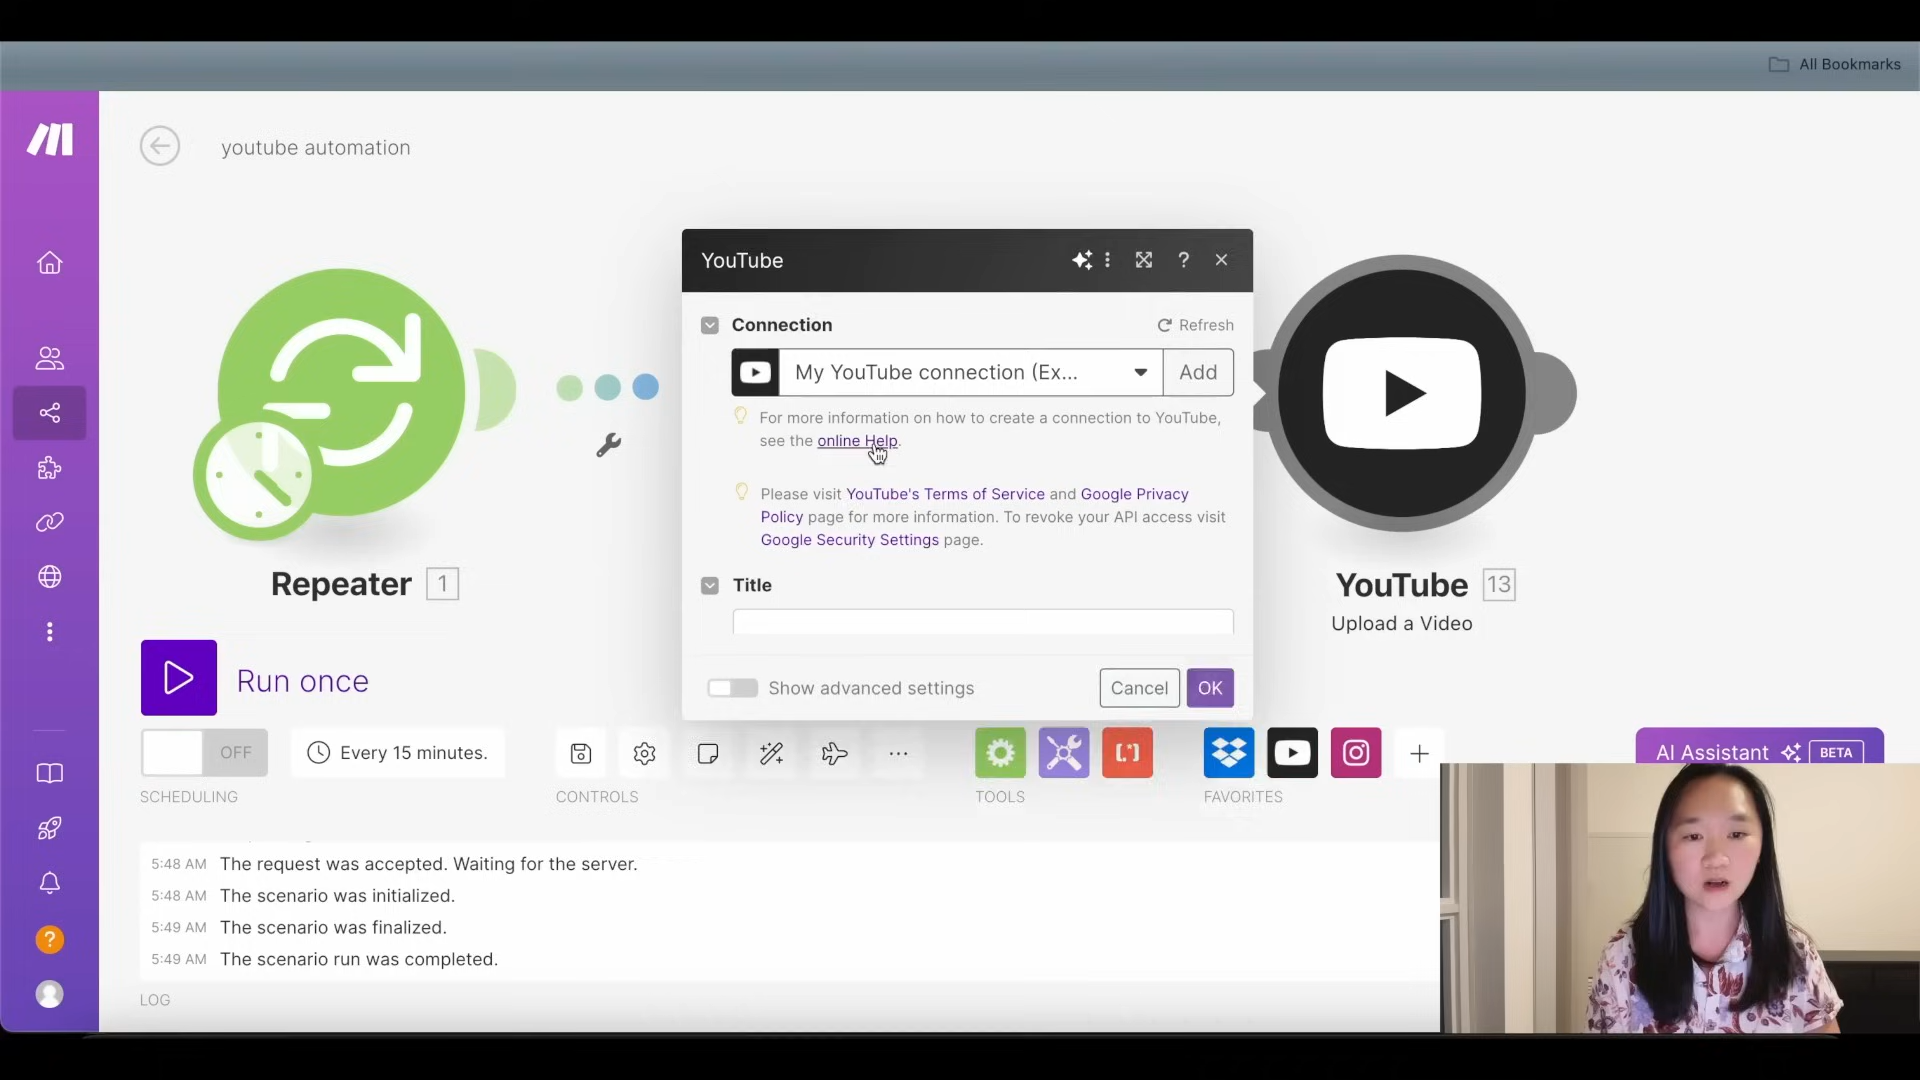 All Bookmarks
youtube automation
YouTube
?
Connection
Refresh
My YouTube connection (Ex...
Add
For more information on how to create a connection to YouTube,
see the online Help.
Please visit YouTube's Terms of Service and Google Privacy
Policy page for more information. To revoke your API access visit
Google Security Settings page.
Title
Repeater 1
YouTube 13
Upload a Video
Run once
Show advanced settings
Cancel
OK
OFF
Every 15 minutes.
[.*]
AI Assistant BETA
SCHEDULING
CONTROLS
TOOLS
FAVORITES
5:48 AM The request was accepted. Waiting for the server.
5:48 AM The scenario was initialized.
5:49 AM The scenario was finalized.
5:49 AM The scenario run was completed.
?
LOG